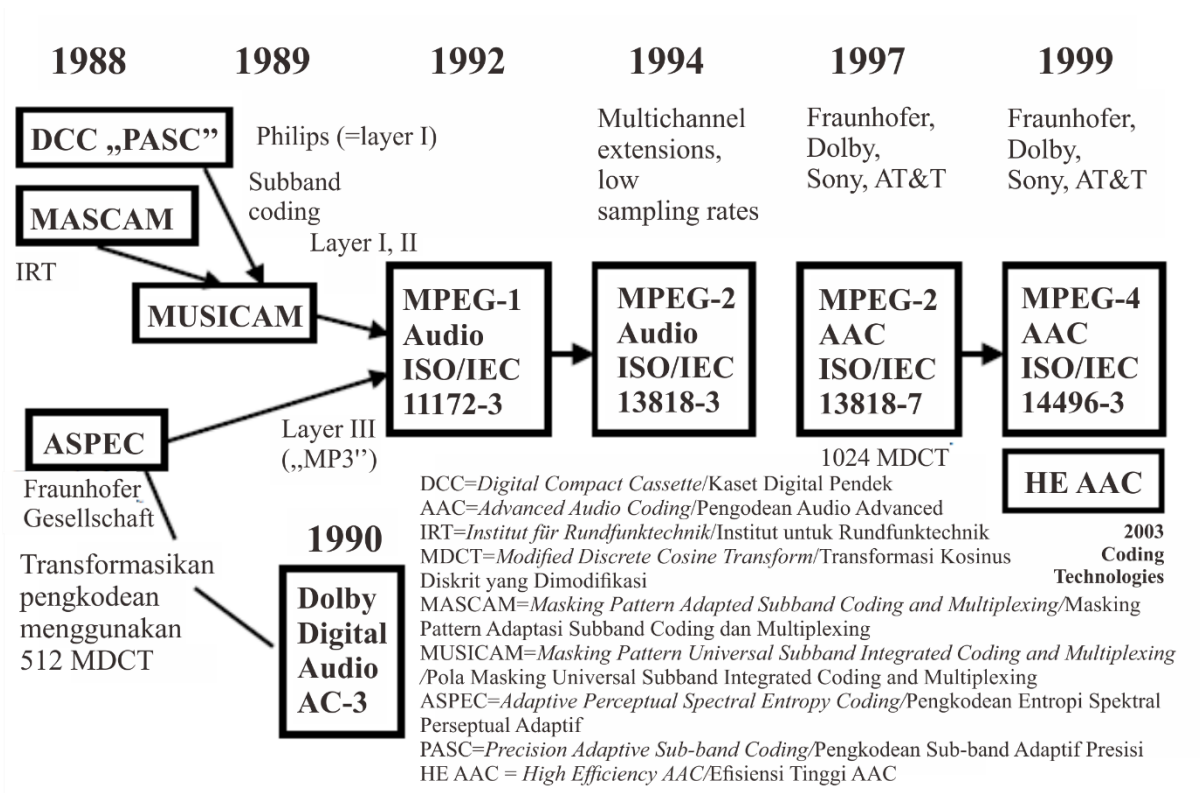 1988
1989
1992
1994
1997
1999
DCC „PASC”
Philips (=layer I)
Multichannel
extensions,
low
sampling rates
Fraunhofer,
Dolby,
Sony, AT&T
Fraunhofer,
Dolby,
Sony, AT&T
Subband
coding
MASCAM
IRT
Layer I, II
MUSICAM
MPEG-1
Audio
ISO/IEC
11172-3
MPEG-2
Audio
ISO/IEC
13818-3
MPEG-2
AAC
ISO/IEC
13818-7
MPEG-4
AAC
ISO/IEC
14496-3
ASPEC
Layer III
(„MP3'')
1024 MDCT
HE AAC
2003
Coding
Technologies
Fraunhofer
Gesellschaft
Transformasikan
pengkodean
menggunakan
512 MDCT
1990
Dolby
Digital
Audio
AC-3
DCC=Digital Compact Cassette/Kaset Digital Pendek
AAC=Advanced Audio Coding/Pengodean Audio Advanced
IRT=Institut für Rundfunktechnik/Institut untuk Rundfunktechnik
MDCT=Modified Discrete Cosine Transform/Transformasi Kosinus
Diskrit yang Dimodifikasi
MASCAM=Masking Pattern Adapted Subband Coding and Multiplexing/Masking
Pattern Adaptasi Subband Coding dan Multiplexing
MUSICAM=Masking Pattern Universal Subband Integrated Coding and Multiplexing
/Pola Masking Universal Subband Integrated Coding and Multiplexing
ASPEC=Adaptive Perceptual Spectral Entropy Coding/Pengkodean Entropi Spektral
Perseptual Adaptif
PASC=Precision Adaptive Sub-band Coding/Pengkodean Sub-band Adaptif Presisi
HE AAC = High Efficiency AAC/Efisiensi Tinggi AAC